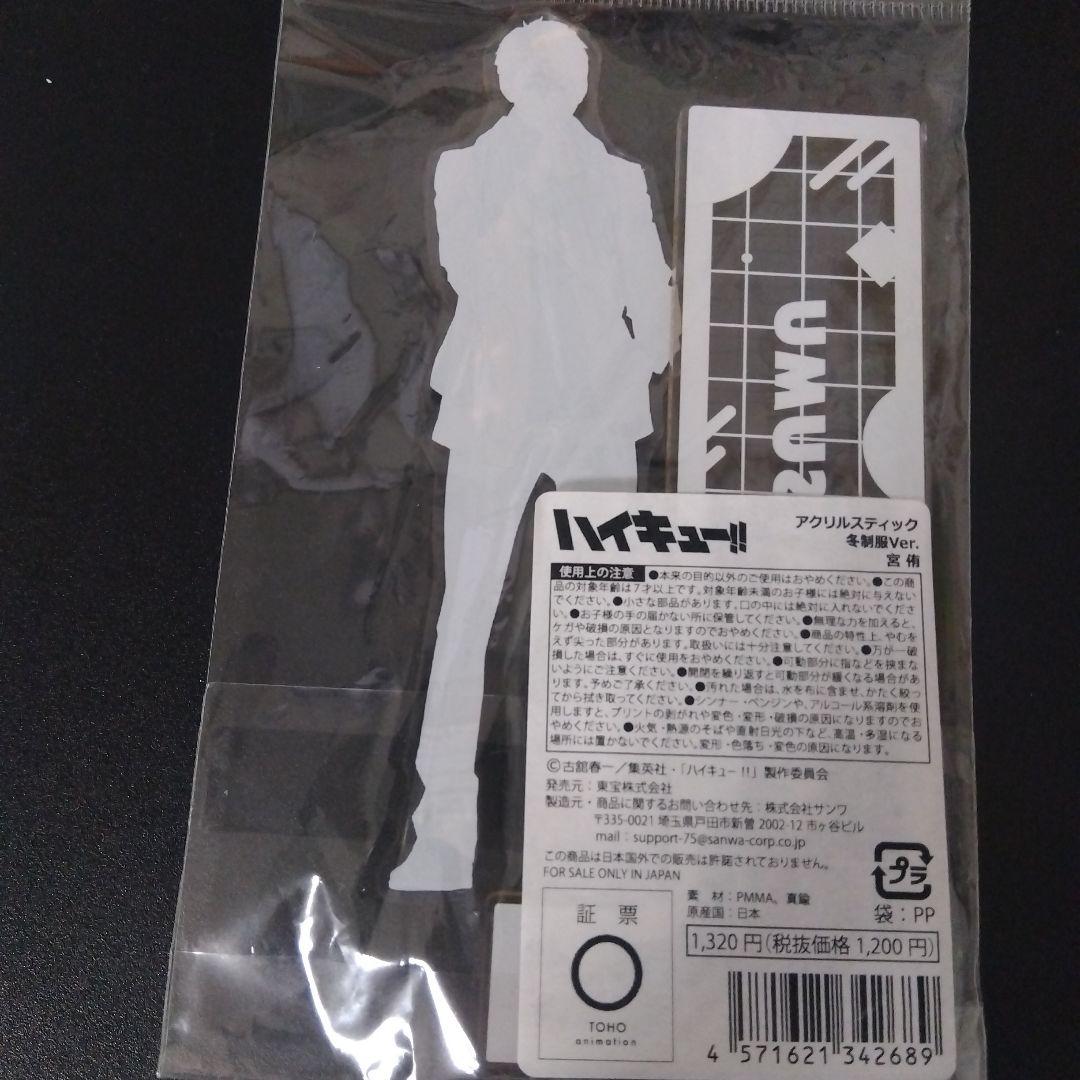 UMUS
ハイキュー!!
アクリルスティック
冬制服Ver.
宮 侑
使用上の注意 ●本来の目的以外のご使用はおやめください。●この商
品の対象年齢は7才以上です。対象年齢未満のお子様には絶対に与えない
でください。●小さな部品があります。口の中には絶対に入れないでくださ
い。●お子様の手の届かない所に保管してください。●無理な力を加えると、
ケガや破損の原因となりますのでおやめください。●商品の特性上、やむを
えず尖った部分があります。取扱いには十分注意してください。●万が一破
損した場合は、すぐに使用をおやめください。●可動部分に指などを挟まな
いようにご注意ください。●開閉を繰り返すと可動部分が緩くなる場合があ
ります。予めご了承ください。●汚れた場合は、水を布に含ませ、かたく絞っ
てから拭き取ってください。●シンナー・ベンジンや、アルコール系溶剤を使
用しますと、プリントの剥がれや変色・変形・破損の原因になりますのでお
やめください。●火気・熱源のそばや直射日光の下など、高温・多湿になる
場所には置かないでください。変形・色落ち・変色の原因になります。
©古舘春一／集英社・「ハイキュー!!」製作委員会
発売元：東宝株式会社
製造元・商品に関するお問い合わせ先：株式会社サンワ
〒335-0021 埼玉県戸田市新曽 2002-12 市ヶ谷ビル
mail：support-75@sanwa-corp.co.jp
この商品は日本国外での販売は許諾されておりません。
FOR SALE ONLY IN JAPAN
プラ
袋：PP
素　材：PMMA、真鍮
原産国：日本
1,320円(税抜価格 1,200円)
証票
TOHO
animation
4 571621 342689